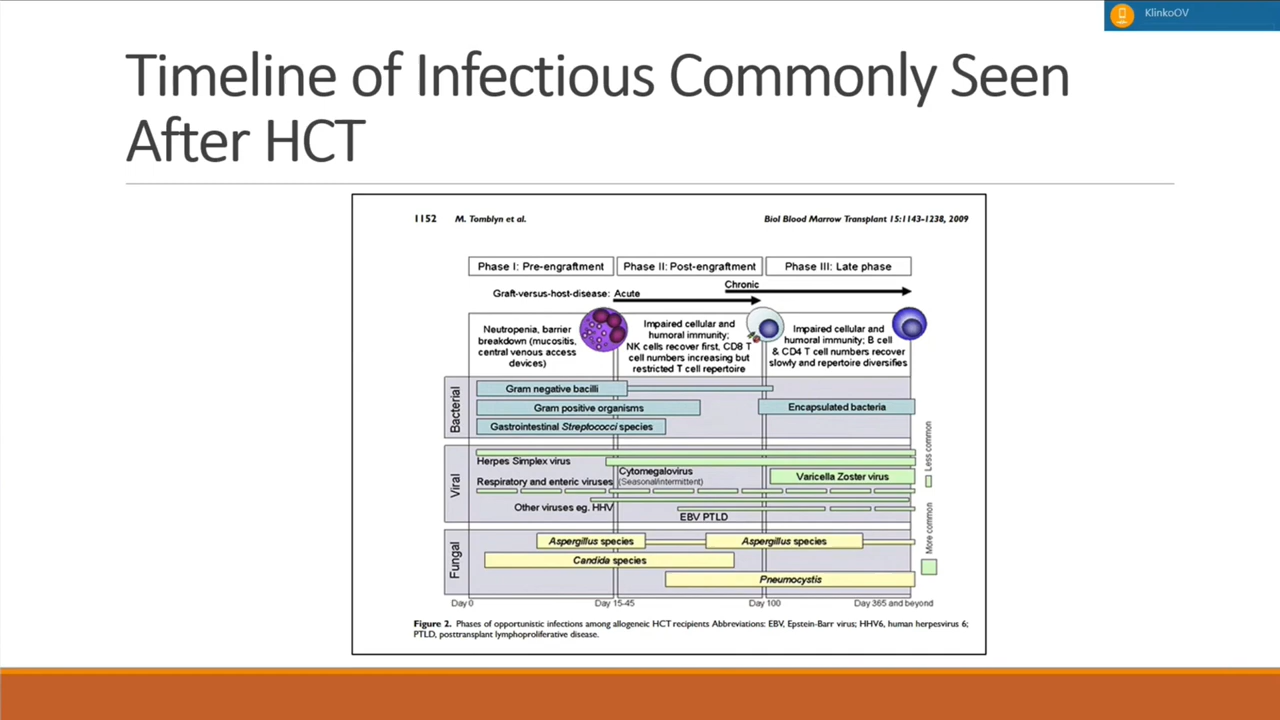 KlinkoOV
Timeline of Infectious Commonly Seen
After HCT
1152 M. Tomblyn et al.
Biol Blood Marrow Transplant 15:1143-1238, 2009
Phase I: Pre-engraftment
Phase II: Post-engraftment
Phase III: Late phase
Chronic
Graft-versus-host-disease: Acute
Neutropenia, barrier
breakdown (mucositis,
central venous access
devices)
Impaired cellular and
humoral immunity;
NK cells recover first, CD8 T
cell numbers increasing but
restricted T cell repertoire
Impaired cellular and
humoral immunity; B cell
& CD4 T cell numbers recover
slowly and repertoire diversifies
Bacterial
Gram negative bacilli
Gram positive organisms
Encapsulated bacteria
Gastrointestinal Streptococci species
Viral
Herpes Simplex virus
Cytomegalovirus
Varicella Zoster virus
Respiratory and enteric viruses (Seasonal/intermittent)
Other viruses eg. HHV
EBV PTLD
Fungal
Aspergillus species
Aspergillus species
Candida species
Pneumocystis
Less common
More common
Day 0
Day 15-45
Day 100
Day 365 and beyond
Figure 2. Phases of opportunistic infections among allogeneic HCT recipients Abbreviations: EBV, Epstein-Barr virus; HHV6, human herpesvirus 6;
PTLD, posttransplant lymphoproliferative disease.